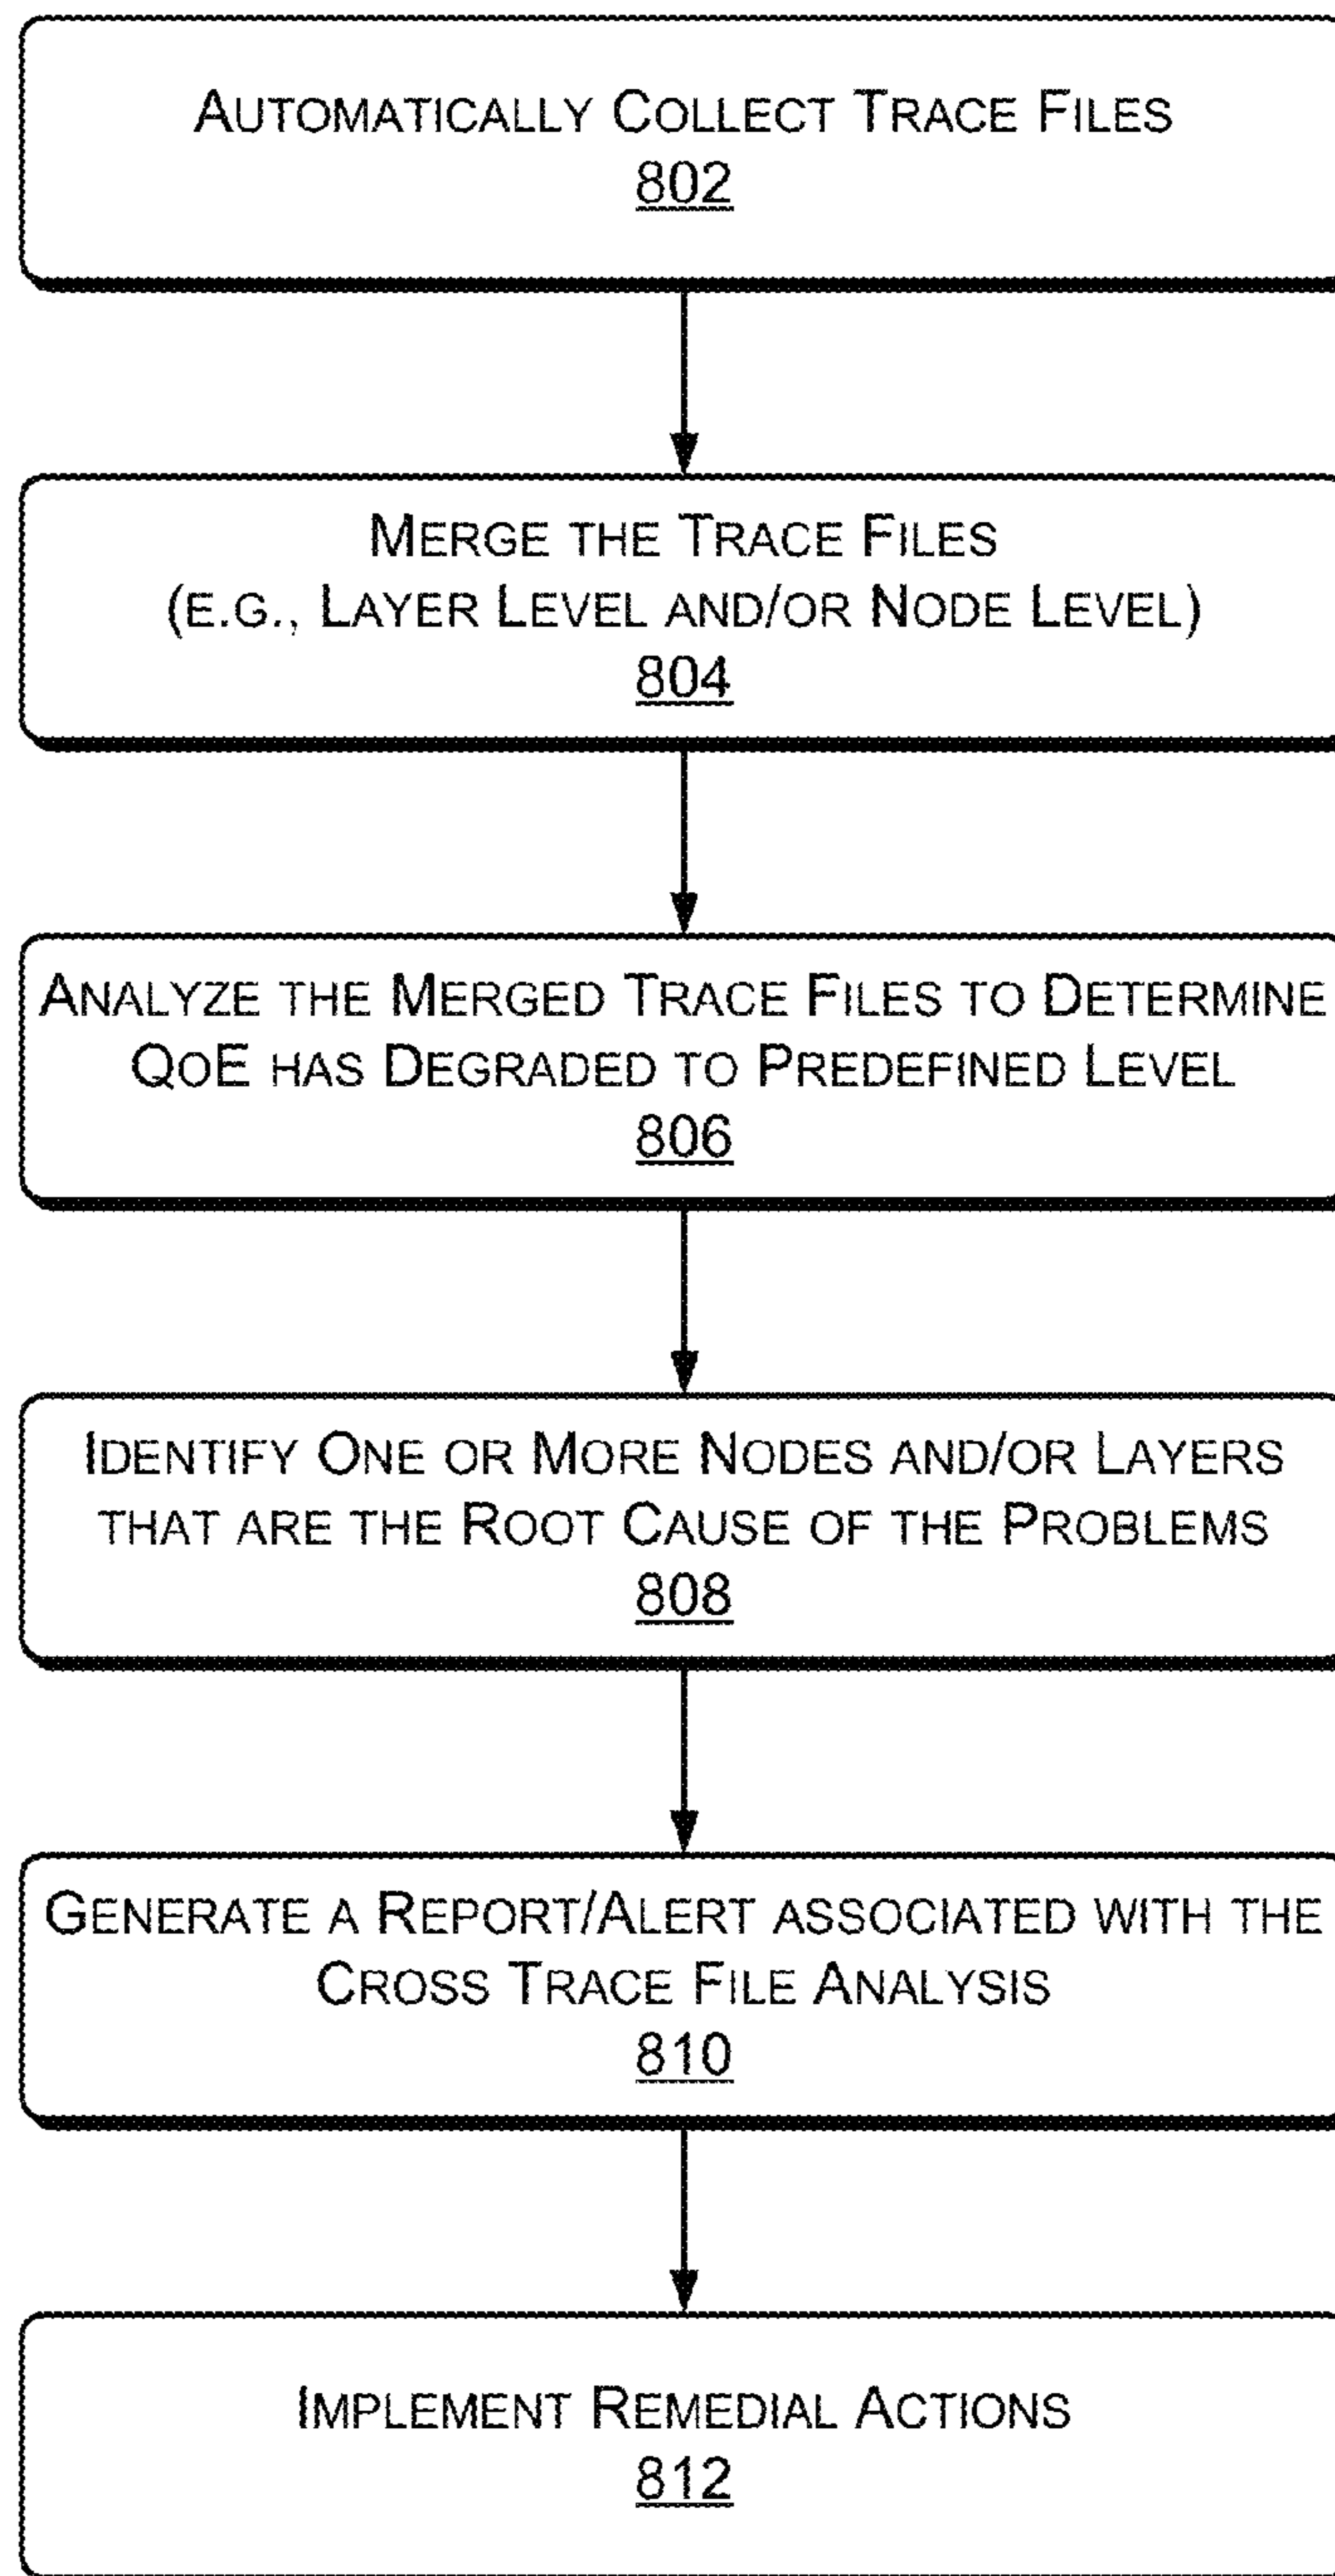 AUTOMATICALLY COLLECT TRACE FILES
802
MERGE THE TRACE FILES
(E.G., LAYER LEVEL AND/OR NODE LEVEL)
804
ANALYZE THE MERGED TRACE FILES TO DETERMINE
QOE HAS DEGRADED TO PREDEFINED LEVEL
806
IDENTIFY ONE OR MORE NODES AND/OR LAYERS
THAT ARE THE ROOT CAUSE OF THE PROBLEMS
808
GENERATE A REPORT/ALERT ASSOCIATED WITH THE
CROSS TRACE FILE ANALYSIS
810
IMPLEMENT REMEDIAL ACTIONS
812